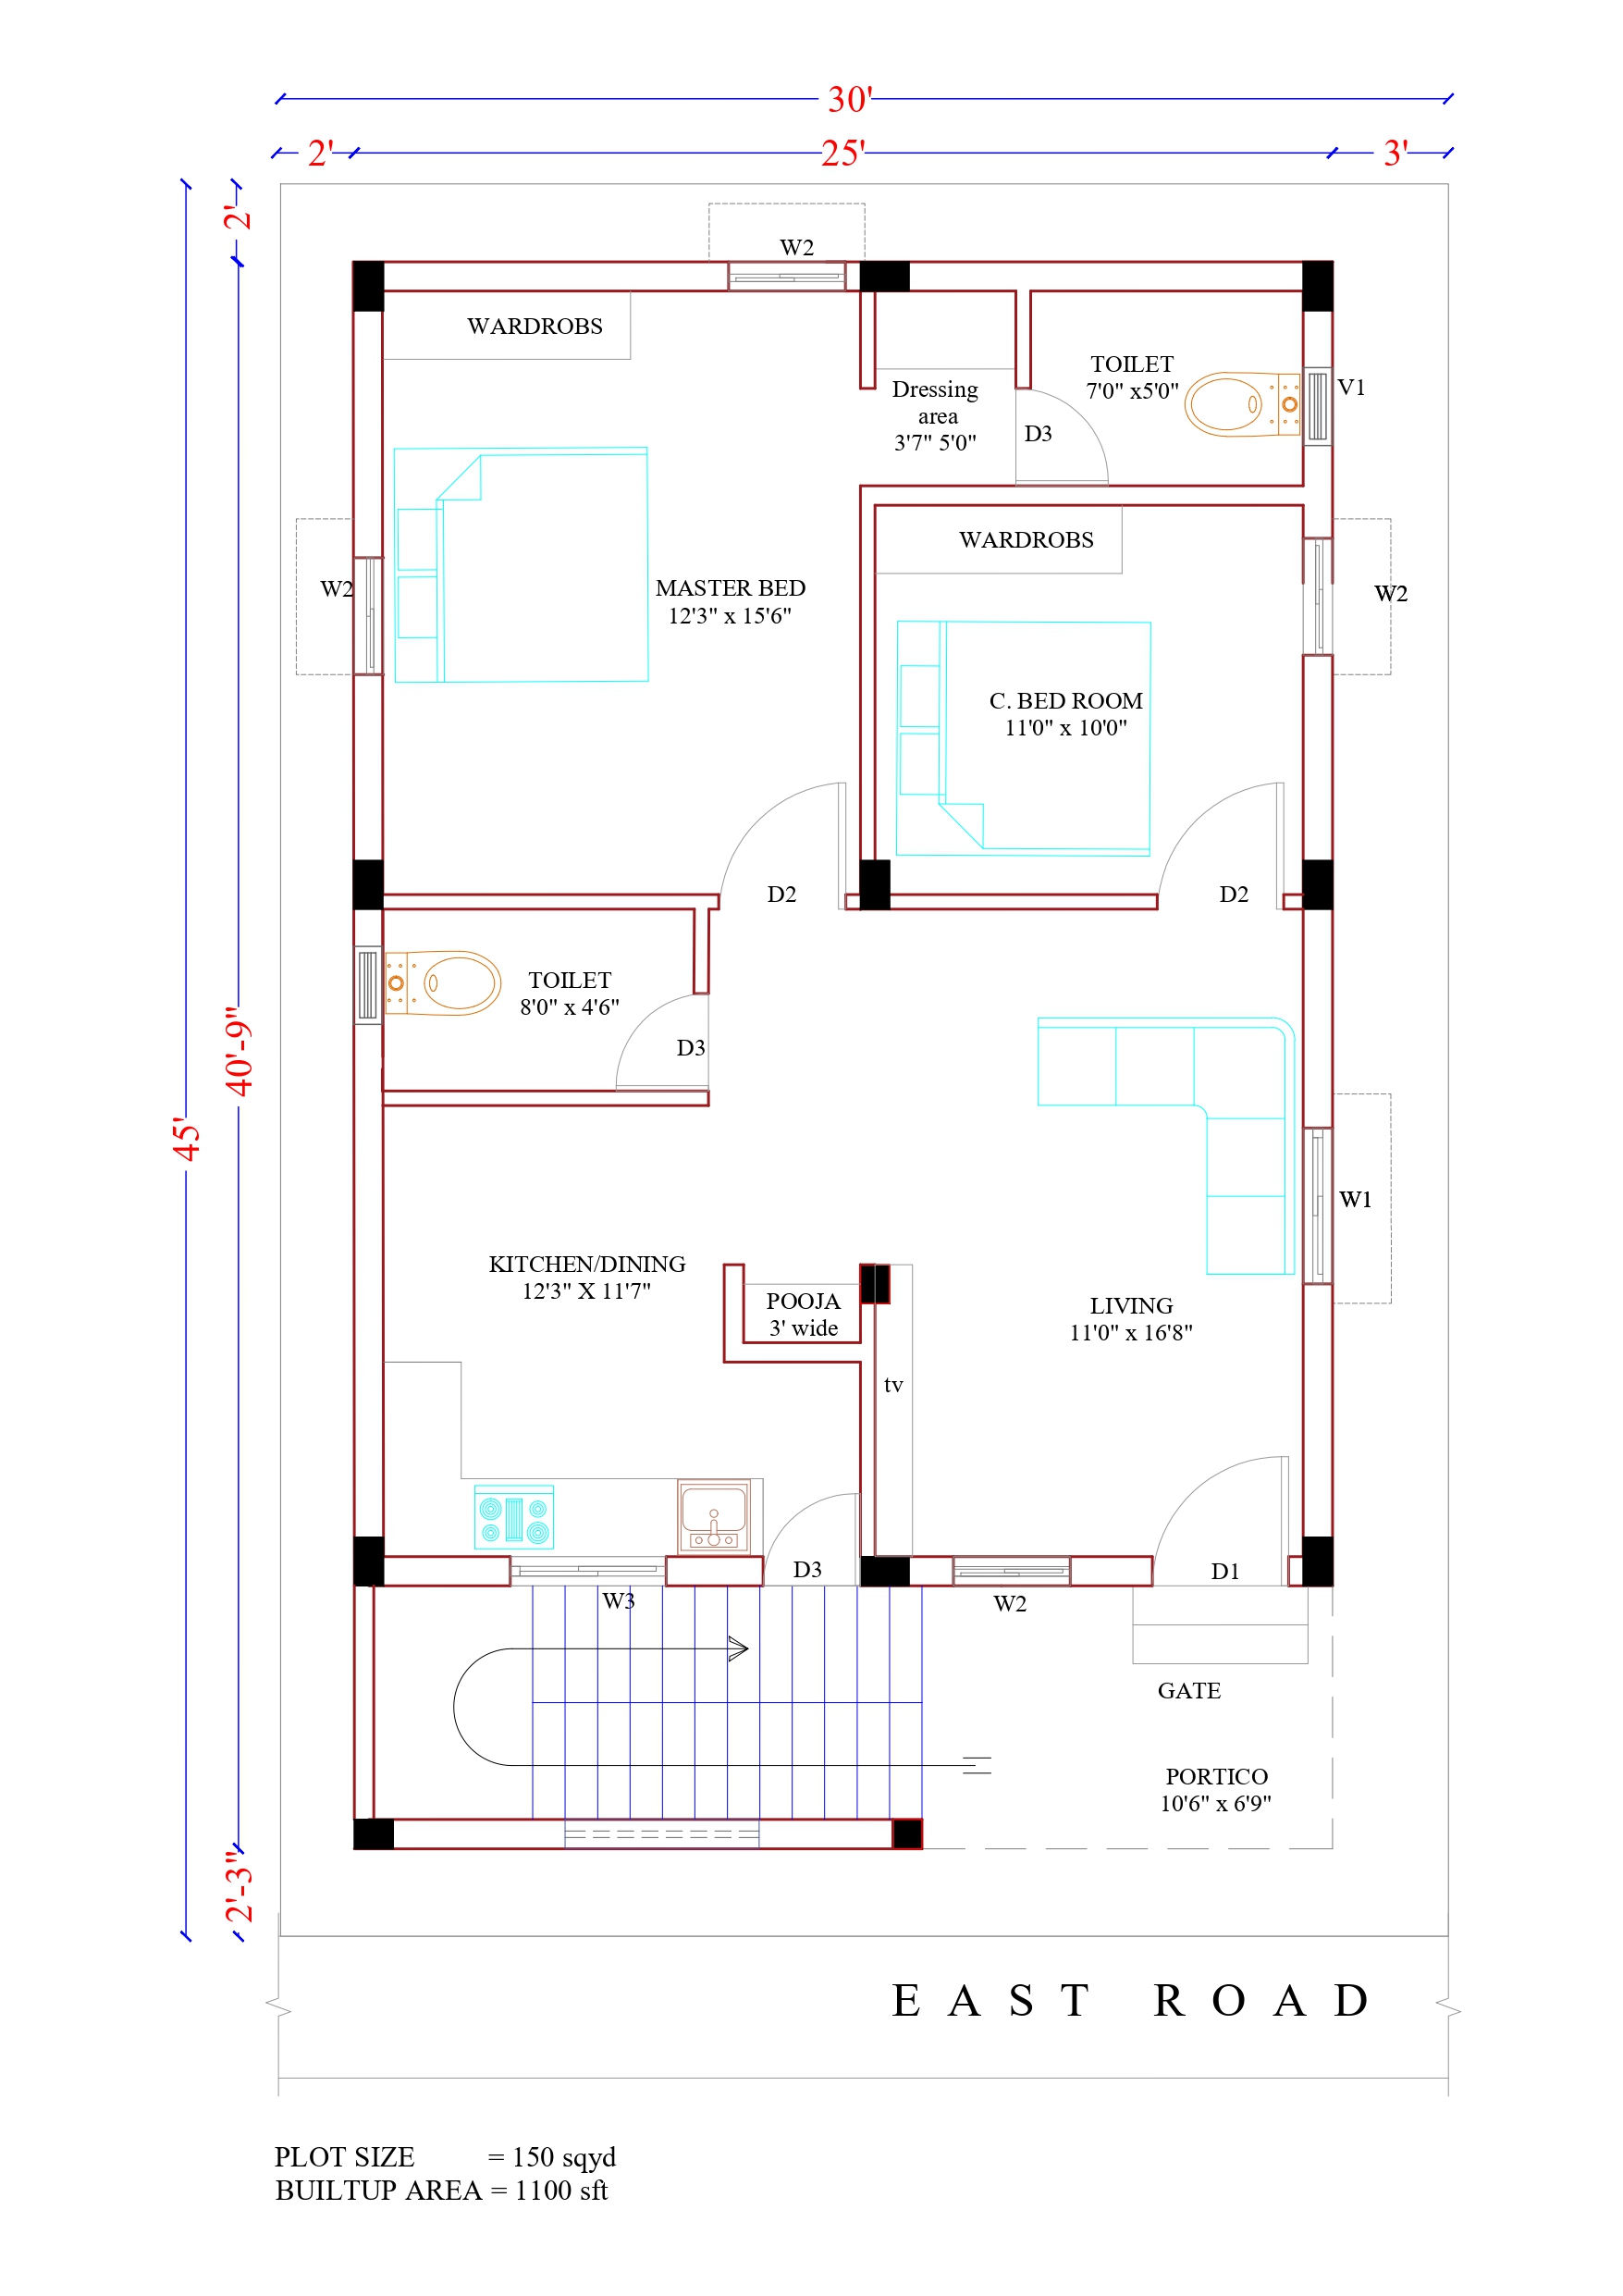 30'
2'
25'
3'
2'
W2
WARDROBS
TOILET
7'0" x5'0"
V1
Dressing
area
3'7" 5'0"
D3
WARDROBS
W2
MASTER BED
12'3" x 15'6"
W2
C. BED ROOM
11'0" x 10'0"
D2
D2
TOILET
8'0" x 4'6"
D3
40'-9"
45'
W1
KITCHEN/DINING
12'3" X 11'7"
POOJA
3' wide
LIVING
11'0" x 16'8"
tv
D3
D1
W3
W2
GATE
PORTICO
10'6" x 6'9"
2'-3"
EAST ROAD
PLOT SIZE = 150 sqyd
BUILTUP AREA = 1100 sft